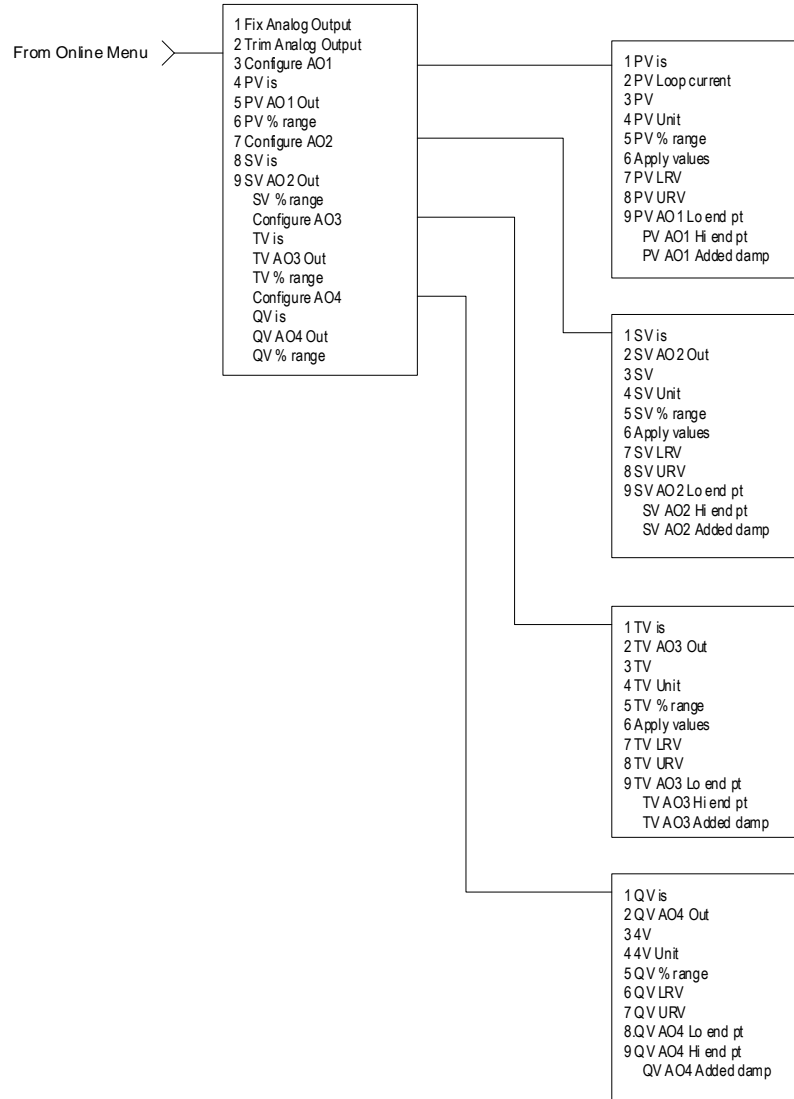 From Online Menu
1 Fix Analog Output
2 Trim Analog Output
3 Configure AO1
4 PV is
5 PV AO1 Out
6 PV % range
7 Configure AO2
8 SV is
9 SV AO2 Out
SV % range
Configure AO3
TV is
TV AO3 Out
TV % range
Configure AO4
QV is
QV AO4 Out
QV % range
1 PV is
2 PV Loop current
3 PV
4 PV Unit
5 PV % range
6 Apply values
7 PV LRV
8 PV URV
9 PV AO1 Lo end pt
PV AO1 Hi end pt
PV AO1 Added damp
1 SV is
2 SV AO2 Out
3 SV
4 SV Unit
5 SV % range
6 Apply values
7 SV LRV
8 SV URV
9 SV AO2 Lo end pt
SV AO2 Hi end pt
SV AO2 Added damp
1 TV is
2 TV AO3 Out
3 TV
4 TV Unit
5 TV % range
6 Apply values
7 TV LRV
8 TV URV
9 TV AO3 Lo end pt
TV AO3 Hi end pt
TV AO3 Added damp
1 QV is
2 QV AO4 Out
3 4V
4 4V Unit
5 QV % range
6 QV LRV
7 QV URV
8.QV AO4 Lo end pt
9 QV AO4 Hi end pt
QV AO4 Added damp